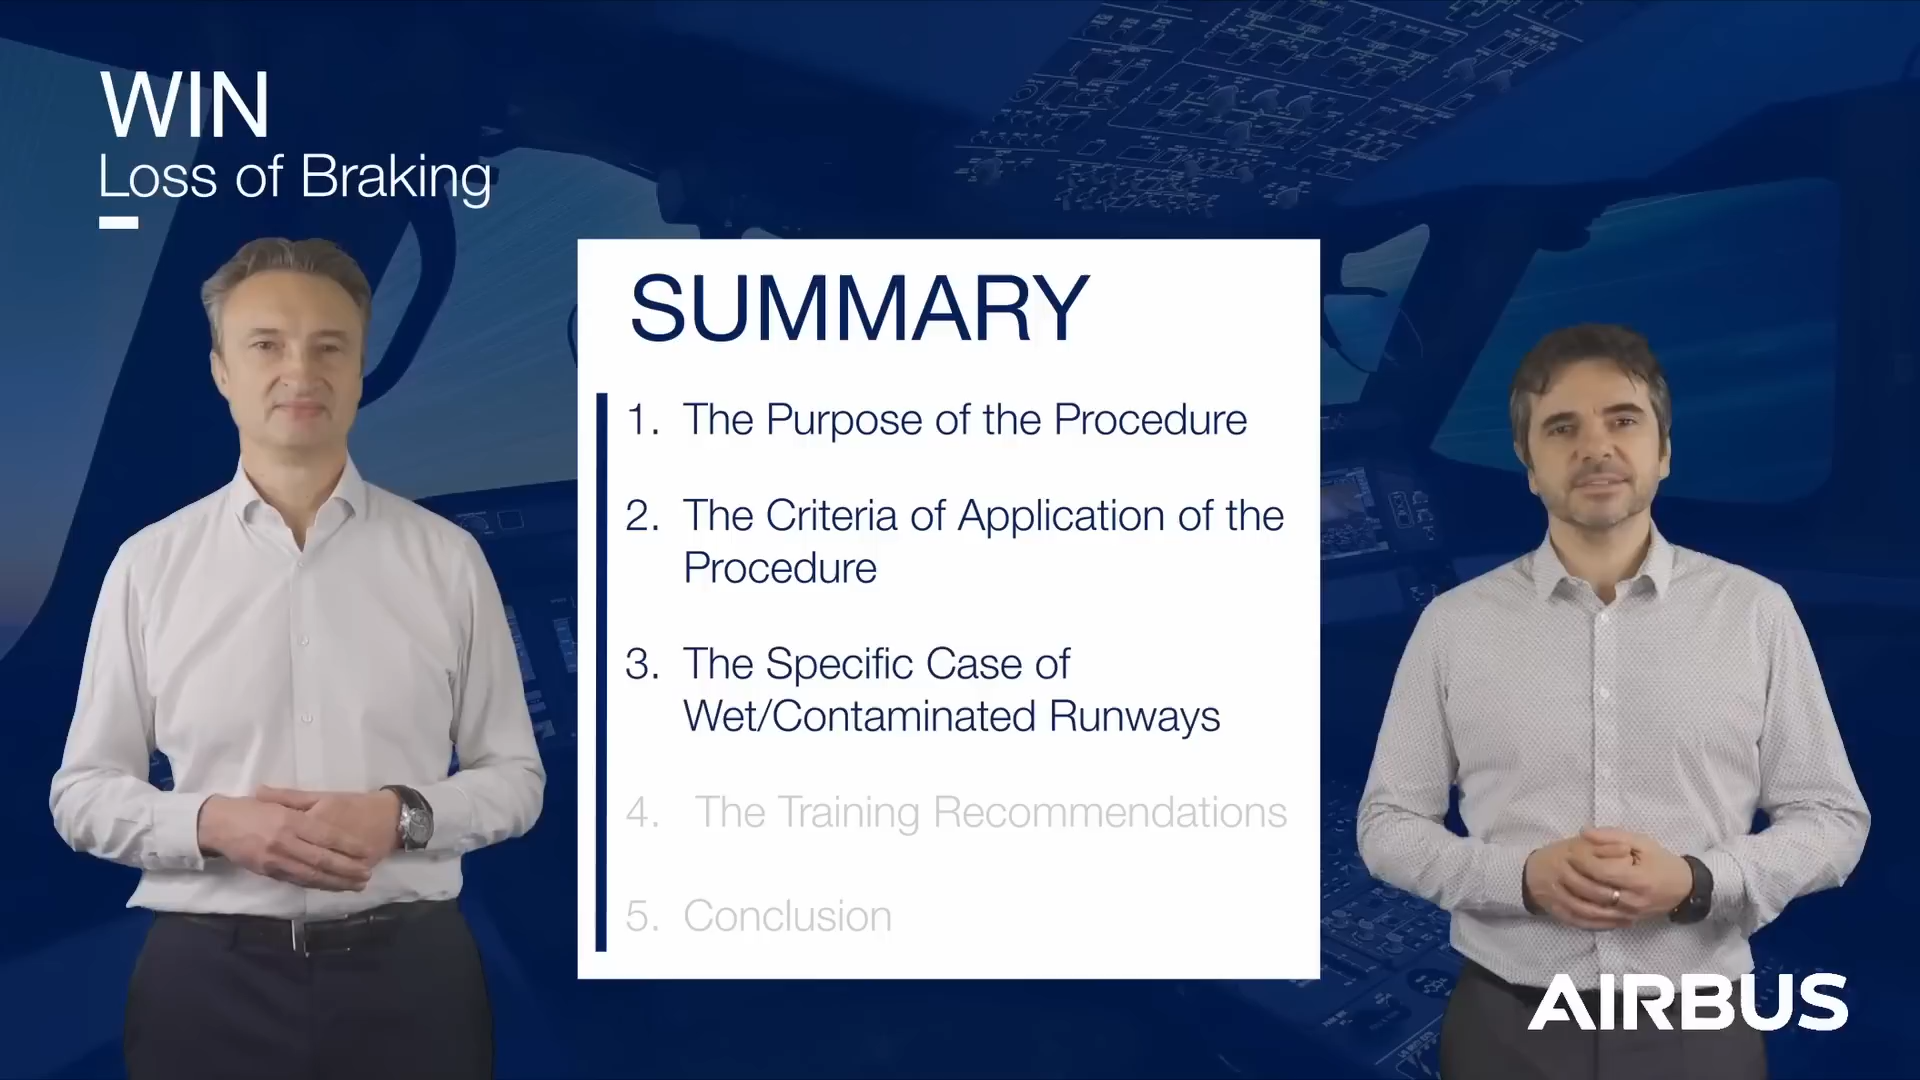 WIN
Loss of Braking
SUMMARY
1. The Purpose of the Procedure
2. The Criteria of Application of the
Procedure
3. The Specific Case of
Wet/Contaminated Runways
4. The Training Recommendations
5. Conclusion
AIRBUS